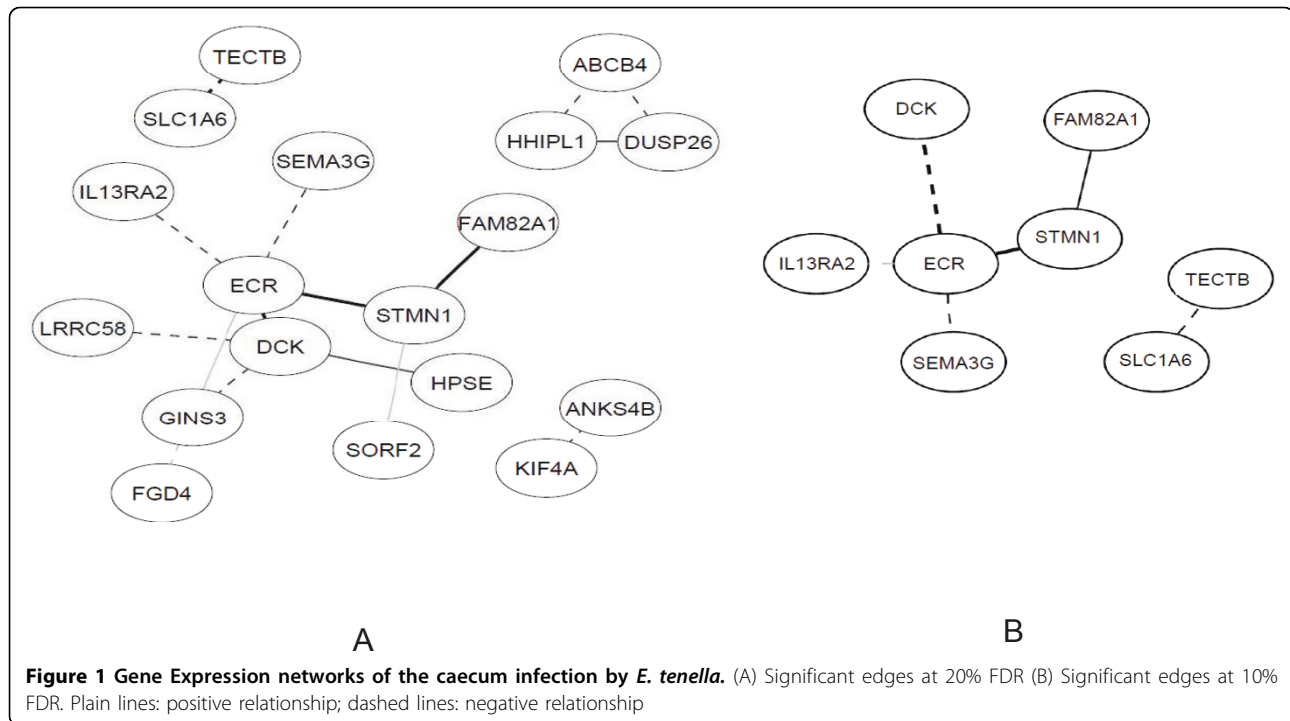 TECTB
SLC1A6
ABCB4
HHIPL1
DUSP26
SEMA3G
IL13RA2
FAM82A1
ECR
STMN1
LRRC58
DCK
HPSE
GINS3
ANKS4B
SORF2
KIF4A
FGD4
A
DCK
FAM82A1
STMN1
IL13RA2
ECR
TECTB
SEMA3G
SLC1A6
B
Figure 1 Gene Expression networks of the caecum infection by E. tenella. (A) Significant edges at 20% FDR (B) Significant edges at 10%
FDR. Plain lines: positive relationship; dashed lines: negative relationship